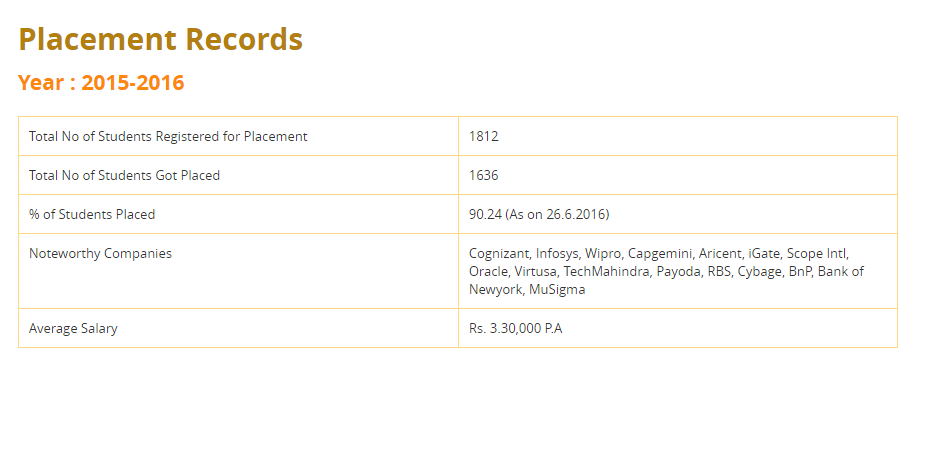 Placement Records
Year : 2015-2016
Total No of Students Registered for Placement 1812
Total No of Students Got Placed 1636
% of Students Placed 90.24 (As on 26.6.2016)
Noteworthy Companies Cognizant, Infosys, Wipro, Capgemini, Aricent, iGate, Scope Intl,
Oracle, Virtusa, TechMahindra, Payoda, RBS, Cybage, BnP, Bank of
Newyork, MuSigma
Average Salary Rs. 3.30,000 P.A